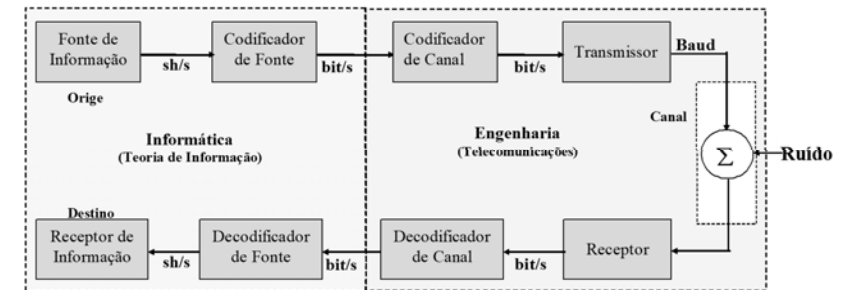 Fonte de
Informação
sh/s
Codificador
de Fonte
bit/s
Codificador
de Canal
bit/s
Transmissor
Baud
Orige
Canal
Informática
(Teoria de Informação)
Engenharia
(Telecomunicações)
Σ
Ruído
Destino
Receptor de
Informação
sh/s
Decodificador
de Fonte
bit/s
Decodificador
de Canal
bit/s
Receptor